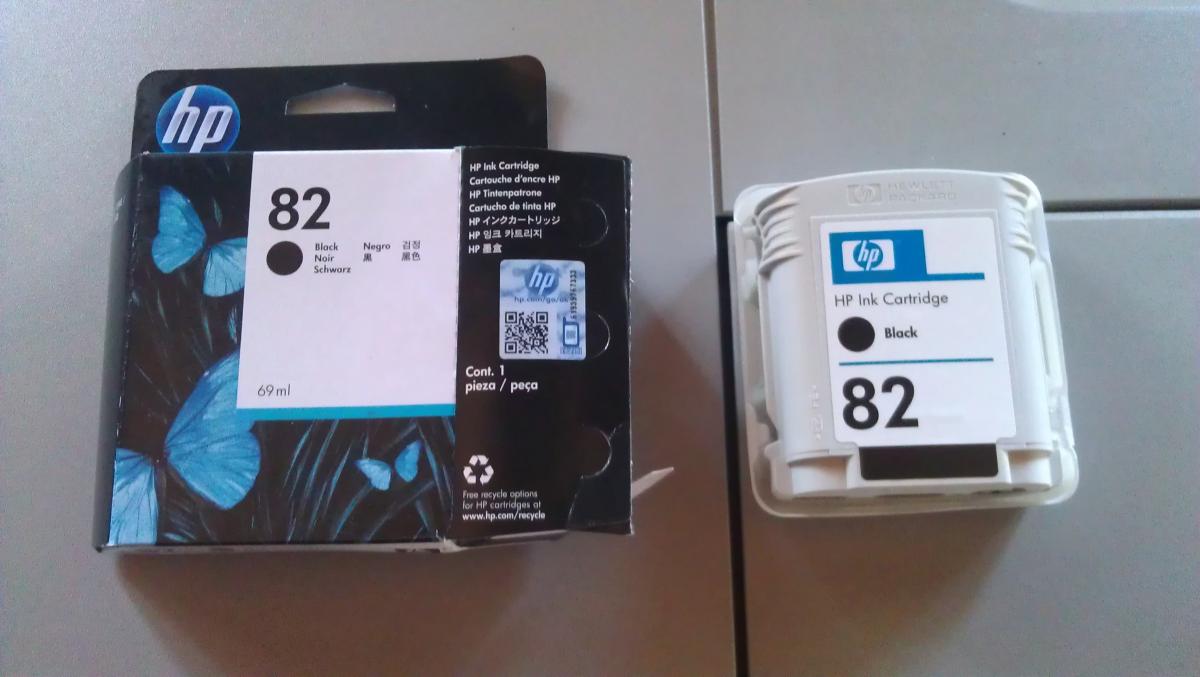 hp
82
Black Negro 검정
Noir 黒 黑色
Schwarz
69 ml
HP Ink Cartridge
Cartouche d'encre HP
HP Tintenpatrone
Cartucho de tinta HP
HP インクカートリッジ
HP 잉크 카트리지
HP 墨盒
hp
Cont. 1
pieza / peça
Free recycle options
for HP cartridges at
www.hp.com/recycle
hp HEWLETT
PACKARD
hp
HP Ink Cartridge
Black
82